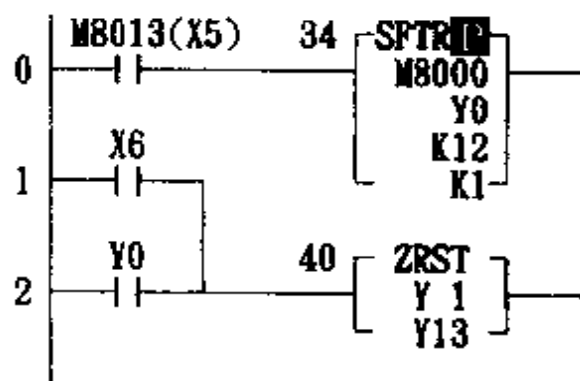 M8013(X5) 34 SFTR P
0 M8000
Y0
X6 K12
1 K1
Y0 40 ZRST
2 Y 1
Y13